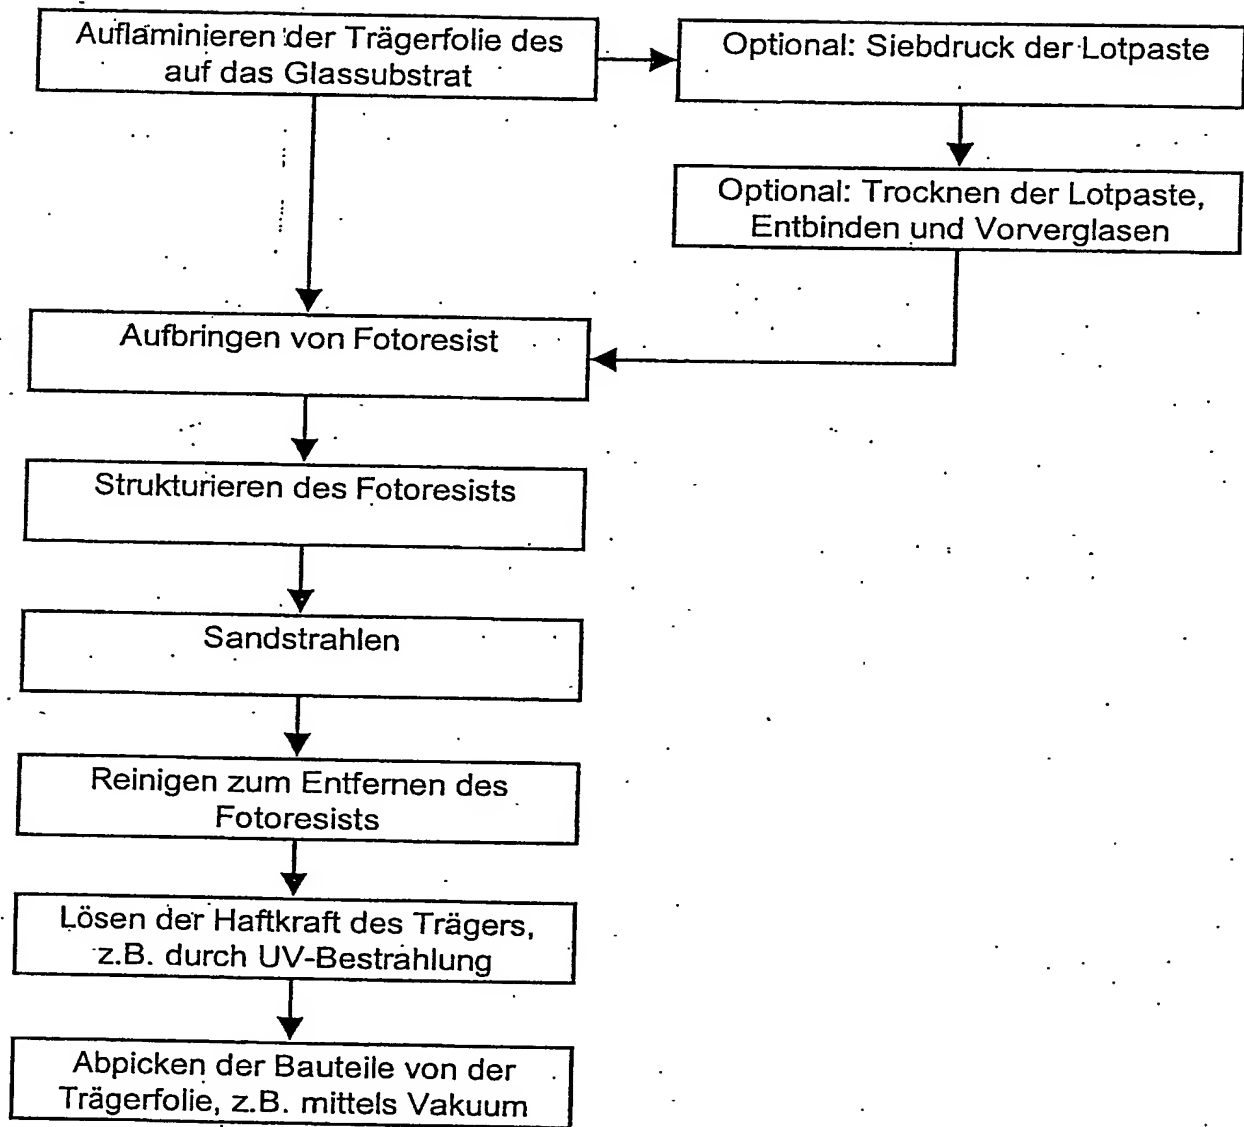 Auflaminieren der Trägerfolie des
auf das Glassubstrat
Optional: Siebdruck der Lotpaste
Optional: Trocknen der Lotpaste,
Entbinden und Vorverglasen
Aufbringen von Fotoresist
Strukturieren des Fotoresists
Sandstrahlen
Reinigen zum Entfernen des
Fotoresists
Lösen der Haftkraft des Trägers,
z.B. durch UV-Bestrahlung
Abpicken der Bauteile von der
Trägerfolie, z.B. mittels Vakuum